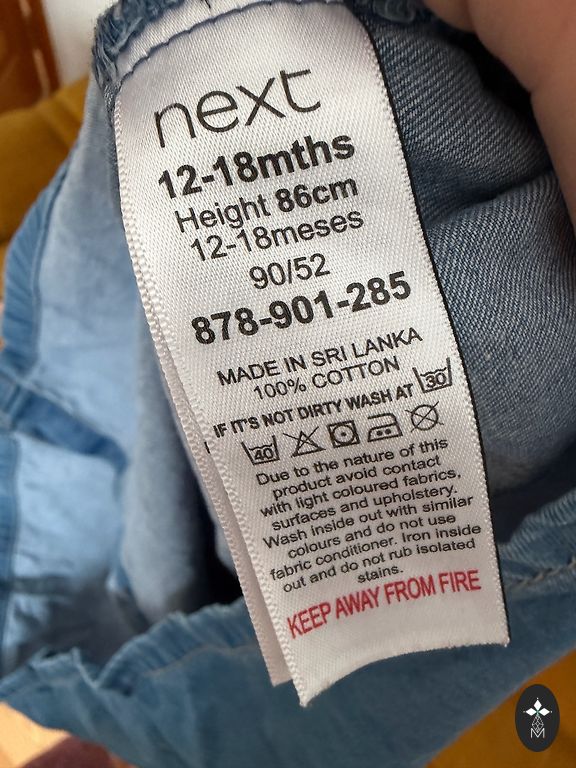 next
12-18mths
Height 86cm
12-18meses
90/52
878-901-285
MADE IN SRI LANKA
100% COTTON
IF IT'S NOT DIRTY WASH AT 30
40
Due to the nature of this
product avoid contact
with light coloured fabrics,
surfaces and upholstery.
Wash inside out with similar
colours and do not use
fabric conditioner. Iron inside
out and do not rub isolated
stains.
KEEP AWAY FROM FIRE
M